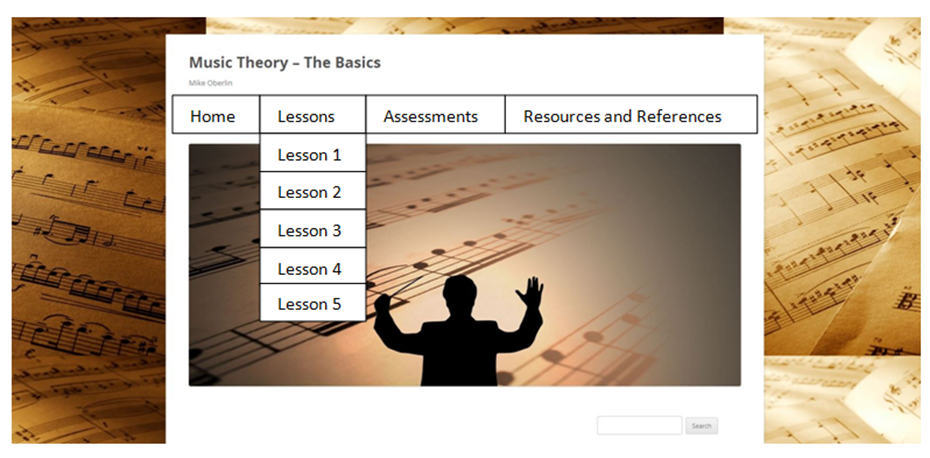 Music Theory – The Basics
Mike Oberlin
Home Lessons Assessments Resources and References
Lesson 1
Lesson 2
Lesson 3
Lesson 4
Lesson 5
Search